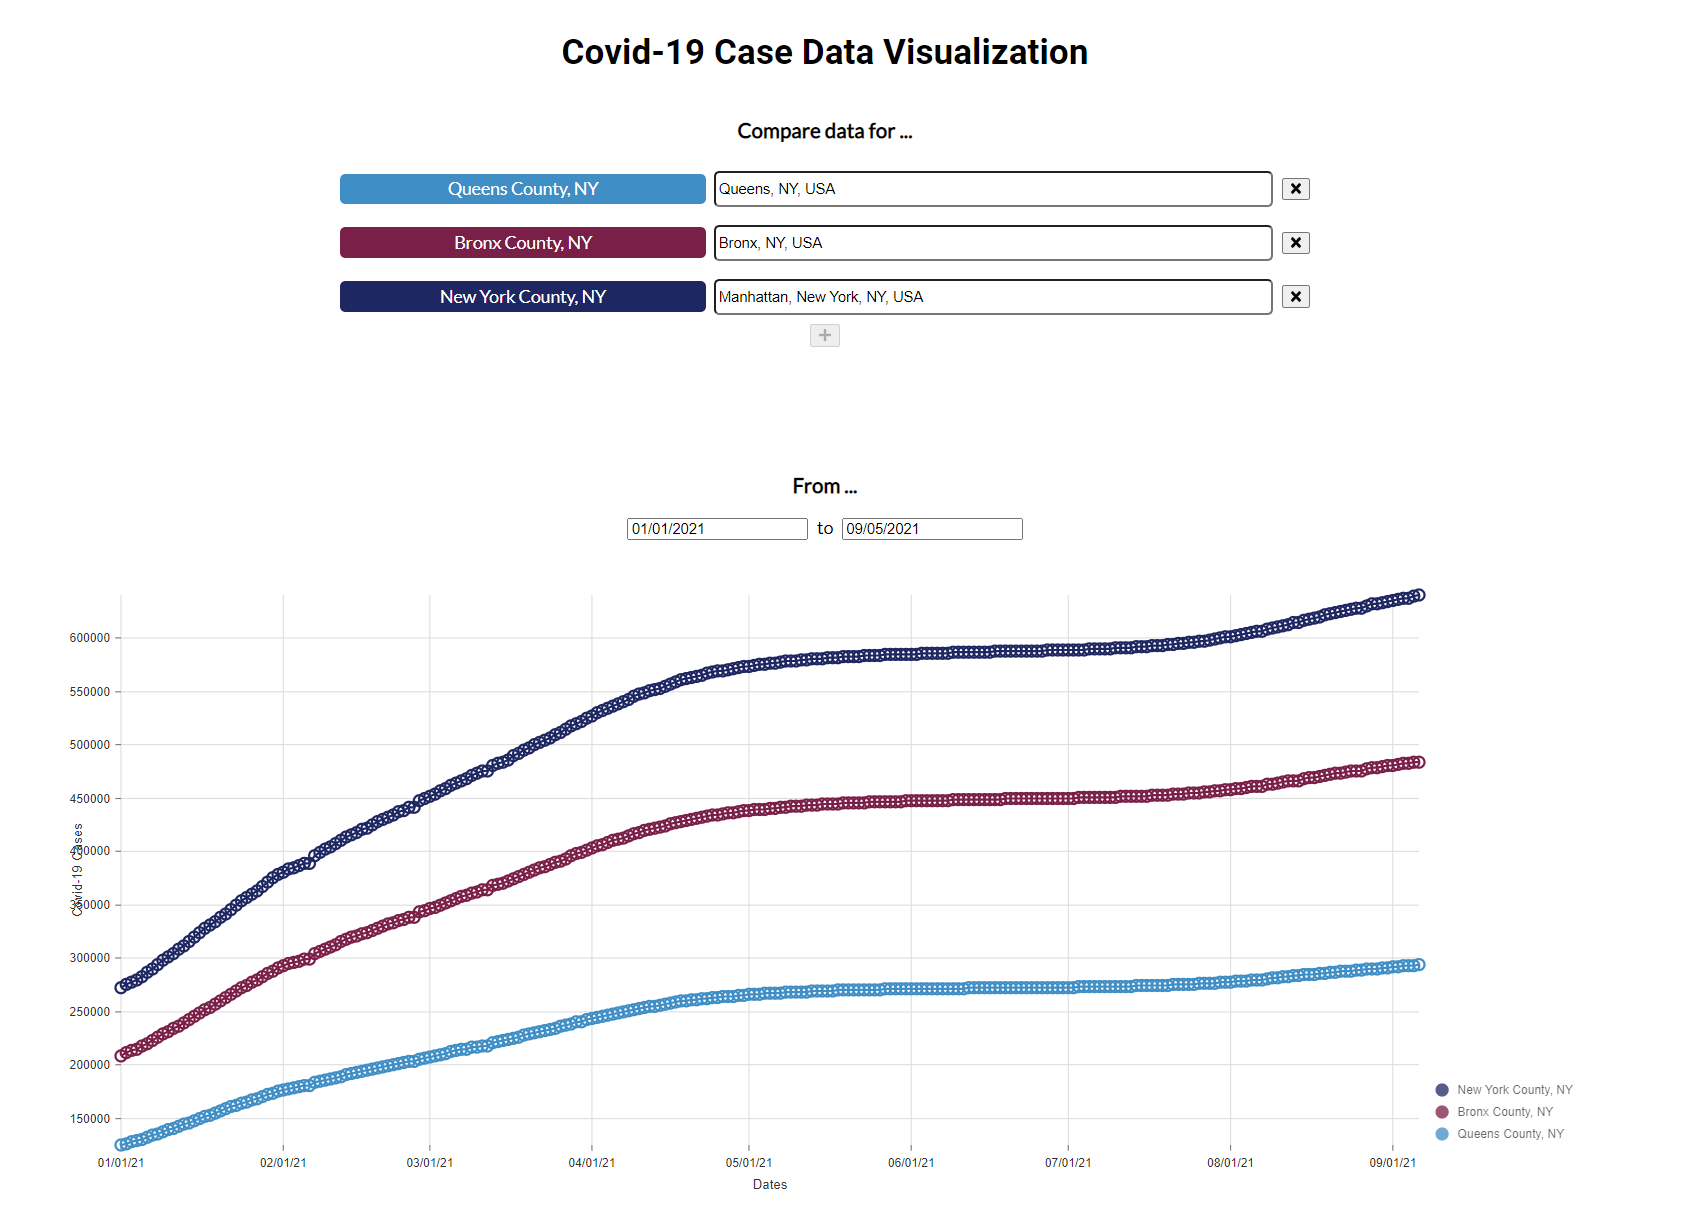 Covid-19 Case Data Visualization
Compare data for ...
Queens County, NY
Queens, NY, USA
Bronx County, NY
Bronx, NY, USA
New York County, NY
Manhattan, New York, NY, USA
From ...
01/01/2021 to 09/05/2021
600000
550000
500000
450000
400000
350000
300000
250000
200000
150000
Covid-19 Cases
01/01/21 02/01/21 03/01/21 04/01/21 05/01/21 06/01/21 07/01/21 08/01/21 09/01/21
Dates
New York County, NY
Bronx County, NY
Queens County, NY